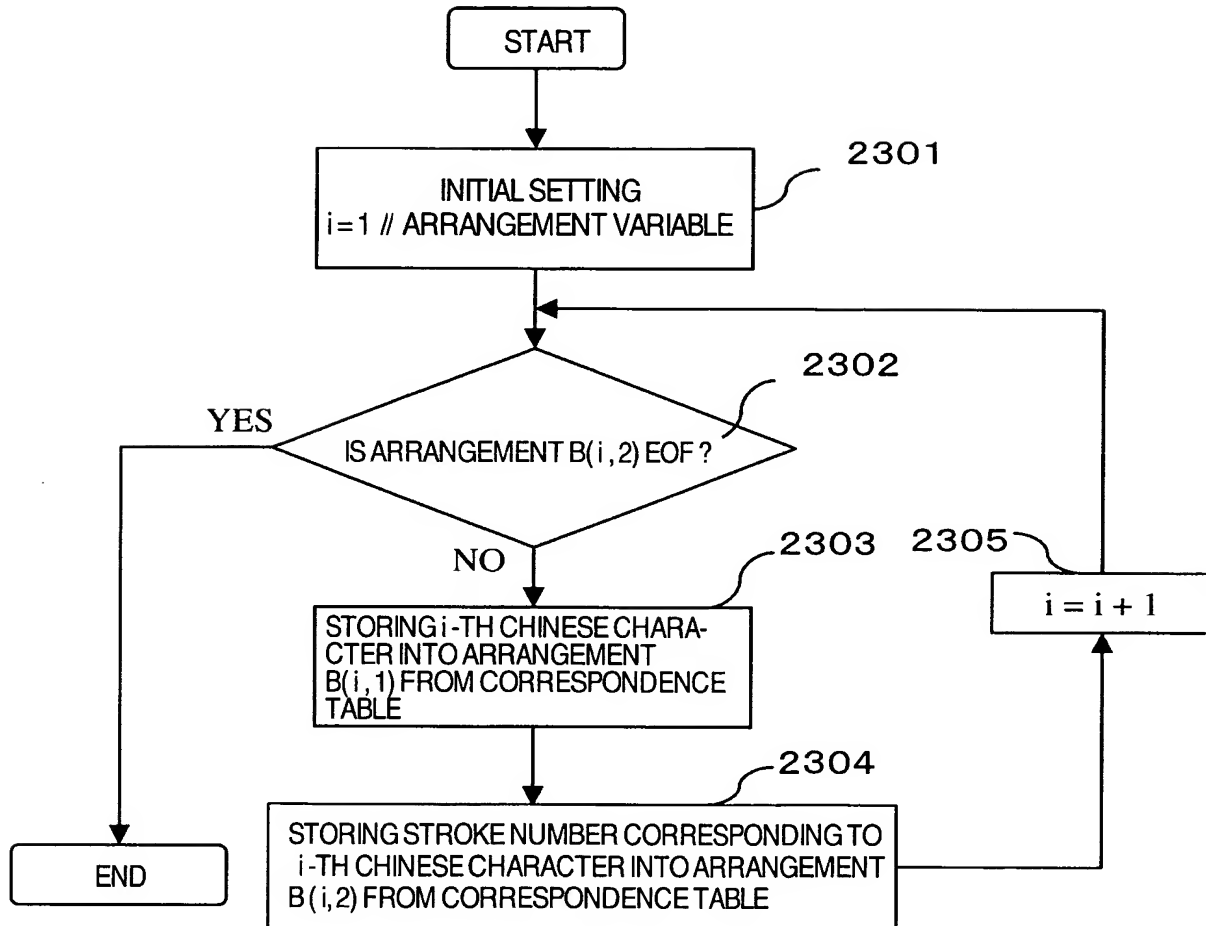 START
2301
INITIAL SETTING
i=1 // ARRANGEMENT VARIABLE
2302
YES
IS ARRANGEMENT B(i,2) EOF ?
NO
2303
2305
i = i + 1
STORING i-TH CHINESE CHARA-
CTER INTO ARRANGEMENT
B(i,1) FROM CORRESPONDENCE
TABLE
2304
STORING STROKE NUMBER CORRESPONDING TO
i-TH CHINESE CHARACTER INTO ARRANGEMENT
B(i,2) FROM CORRESPONDENCE TABLE
END